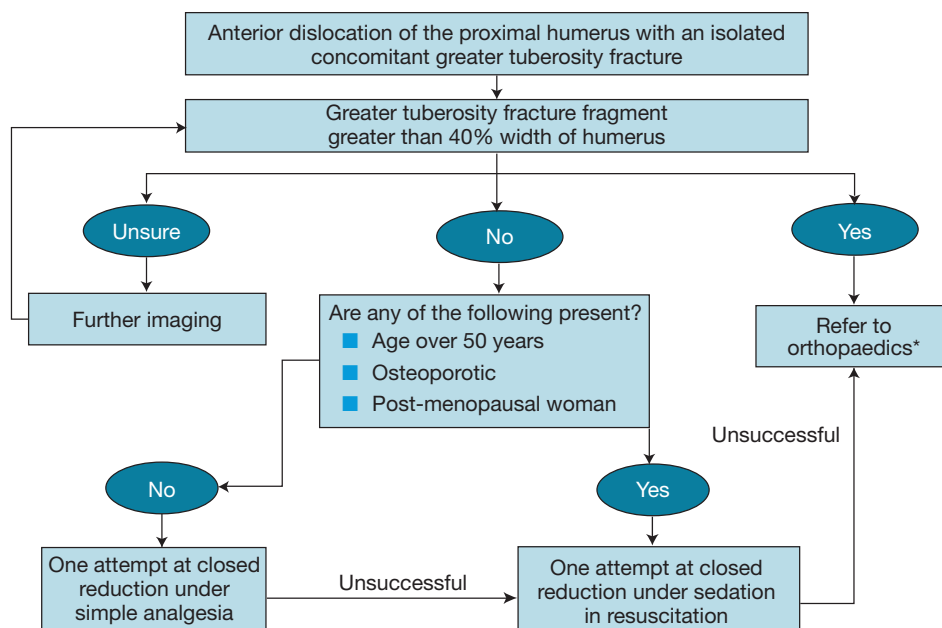 Anterior dislocation of the proximal humerus with an isolated
concomitant greater tuberosity fracture
Greater tuberosity fracture fragment
greater than 40% width of humerus
Unsure
No
Yes
Further imaging
Are any of the following present?
Age over 50 years
Osteoporotic
Post-menopausal woman
Refer to
orthopaedics*
Unsuccessful
No
Yes
One attempt at closed
reduction under
simple analgesia
Unsuccessful
One attempt at closed
reduction under sedation
in resuscitation